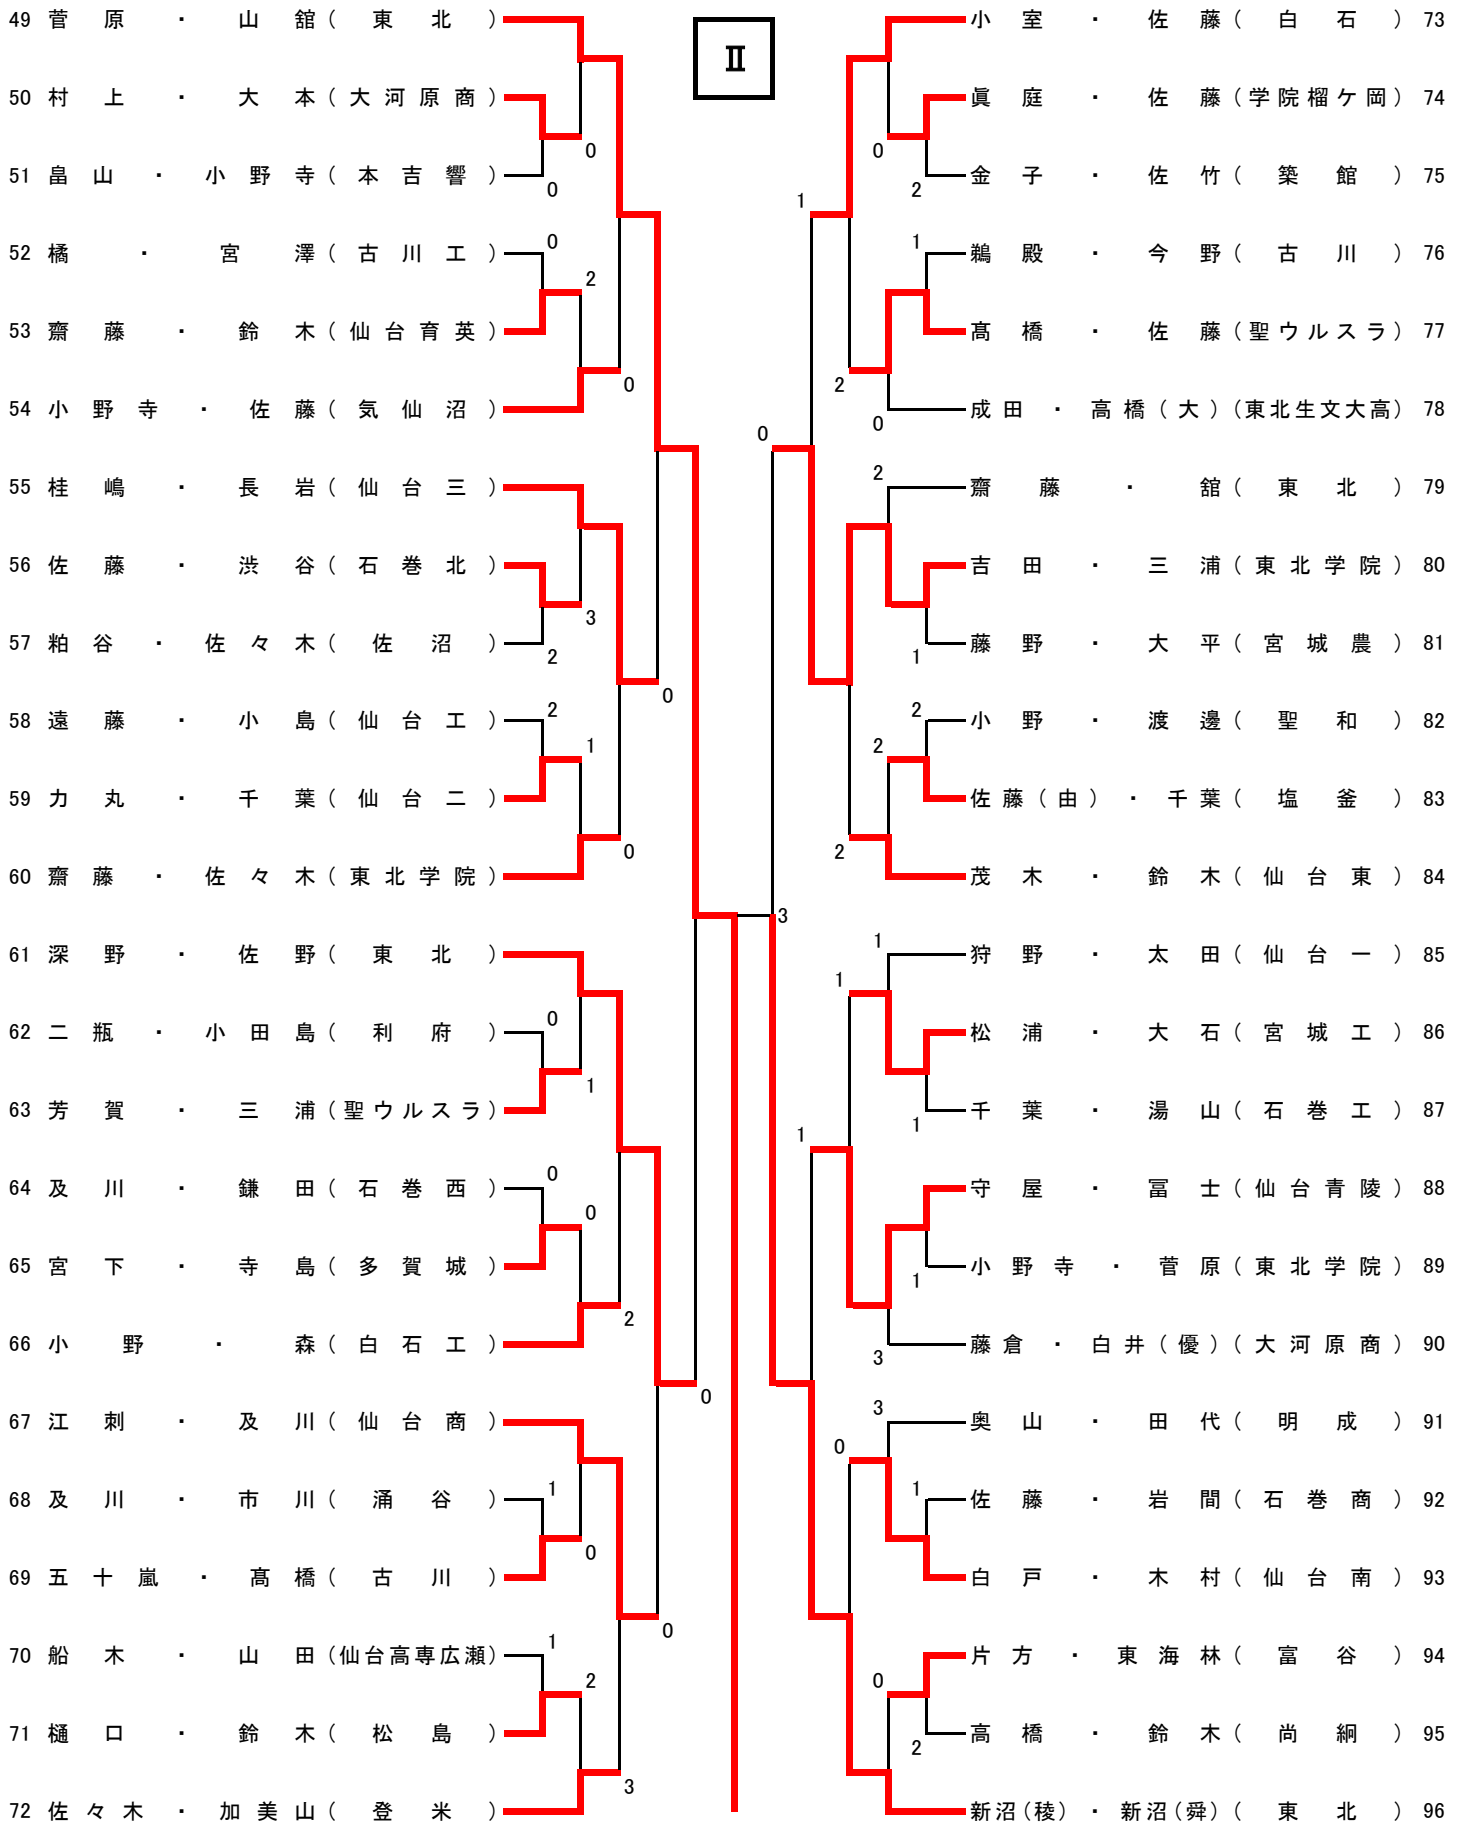 Ⅱ
49 菅原・山舘(東北)
50 村上・大本(大河原商)
0
51 畠山・小野寺(本吉響)
0
52 橘・宮澤(古川工)
0
2
53 齋藤・鈴木(仙台育英)
0
54 小野寺・佐藤(気仙沼)
55 桂嶋・長岩(仙台三)
56 佐藤・渋谷(石巻北)
3
57 粕谷・佐々木(佐沼)
2
0
58 遠藤・小島(仙台工)
2
1
59 力丸・千葉(仙台二)
0
60 齋藤・佐々木(東北学院)
61 深野・佐野(東北)
62 二瓶・小田島(利府)
0
1
63 芳賀・三浦(聖ウルスラ)
64 及川・鎌田(石巻西)
0
0
65 宮下・寺島(多賀城)
2
66 小野・森(白石工)
0
67 江刺・及川(仙台商)
68 及川・市川(涌谷)
1
0
69 五十嵐・髙橋(古川)
0
70 船木・山田(仙台高専広瀬)
1
2
71 樋口・鈴木(松島)
3
72 佐々木・加美山(登米)
小室・佐藤(白石) 73
眞庭・佐藤(学院榴ケ岡) 74
0
金子・佐竹(築館) 75
2
1
鵜殿・今野(古川) 76
1
髙橋・佐藤(聖ウルスラ) 77
2
成田・高橋(大)(東北生文大高) 78
0
0
齋藤・舘(東北) 79
2
吉田・三浦(東北学院) 80
藤野・大平(宮城農) 81
1
小野・渡邊(聖和) 82
2
2
佐藤(由)・千葉(塩釜) 83
2
茂木・鈴木(仙台東) 84
3
狩野・太田(仙台一) 85
1
1
松浦・大石(宮城工) 86
千葉・湯山(石巻工) 87
1
1
守屋・冨士(仙台青陵) 88
小野寺・菅原(東北学院) 89
1
藤倉・白井(優)(大河原商) 90
3
奥山・田代(明成) 91
3
0
佐藤・岩間(石巻商) 92
1
白戸・木村(仙台南) 93
片方・東海林(富谷) 94
0
高橋・鈴木(尚絅) 95
2
新沼(稜)・新沼(舜)(東北) 96